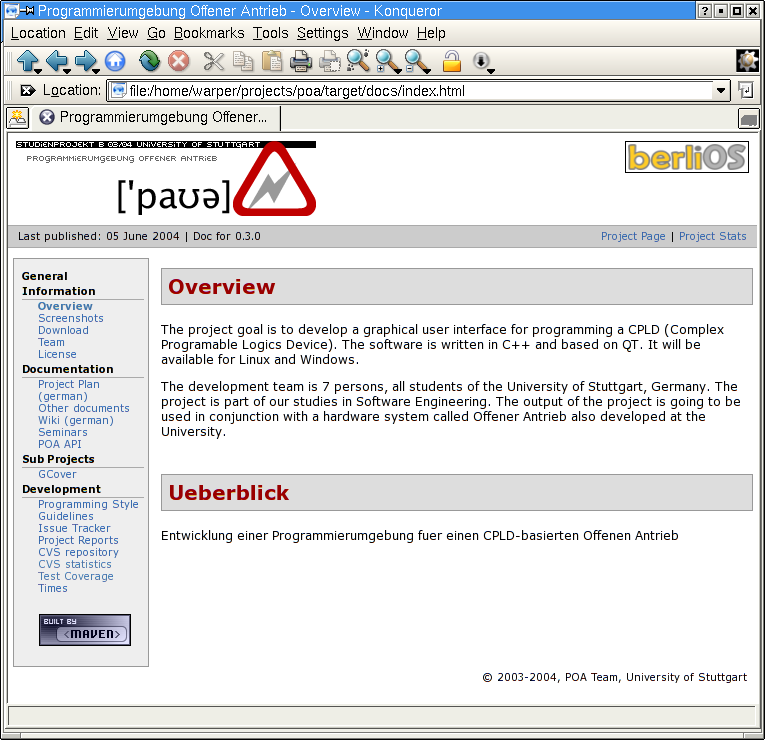 Programmierumgebung Offener Antrieb - Overview - Konqueror
Location Edit View Go Bookmarks Tools Settings Window Help
Location: file:/home/warper/projects/poa/target/docs/index.html
Programmierumgebung Offener...
STUDIENPROJEKT B 03/04 UNIVERSITY OF STUTTGART
PROGRAMMIERUMGEBUNG OFFENER ANTRIEB
['paʊə]
berliOS
Last published: 05 June 2004 | Doc for 0.3.0
Project Page | Project Stats
General
Information
Overview
Screenshots
Download
Team
License
Documentation
Project Plan
(german)
Other documents
Wiki (german)
Seminars
POA API
Sub Projects
GCover
Development
Programming Style
Guidelines
Issue Tracker
Project Reports
CVS repository
CVS statistics
Test Coverage
Times
BUILT BY
<MAVEN>
Overview
The project goal is to develop a graphical user interface for programming a CPLD (Complex
Programable Logics Device). The software is written in C++ and based on QT. It will be
available for Linux and Windows.
The development team is 7 persons, all students of the University of Stuttgart, Germany. The
project is part of our studies in Software Engineering. The output of the project is going to be
used in conjunction with a hardware system called Offener Antrieb also developed at the
University.
Ueberblick
Entwicklung einer Programmierumgebung fuer einen CPLD-basierten Offenen Antrieb
© 2003-2004, POA Team, University of Stuttgart